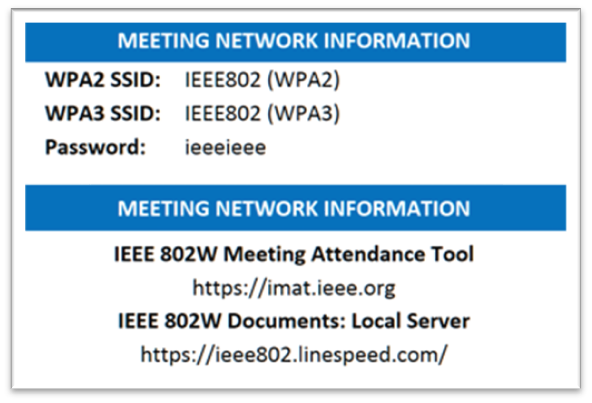 MEETING NETWORK INFORMATION
WPA2 SSID: IEEE802 (WPA2)
WPA3 SSID: IEEE802 (WPA3)
Password: ieeeieee
MEETING NETWORK INFORMATION
IEEE 802W Meeting Attendance Tool
https://imat.ieee.org
IEEE 802W Documents: Local Server
https://ieee802.linespeed.com/